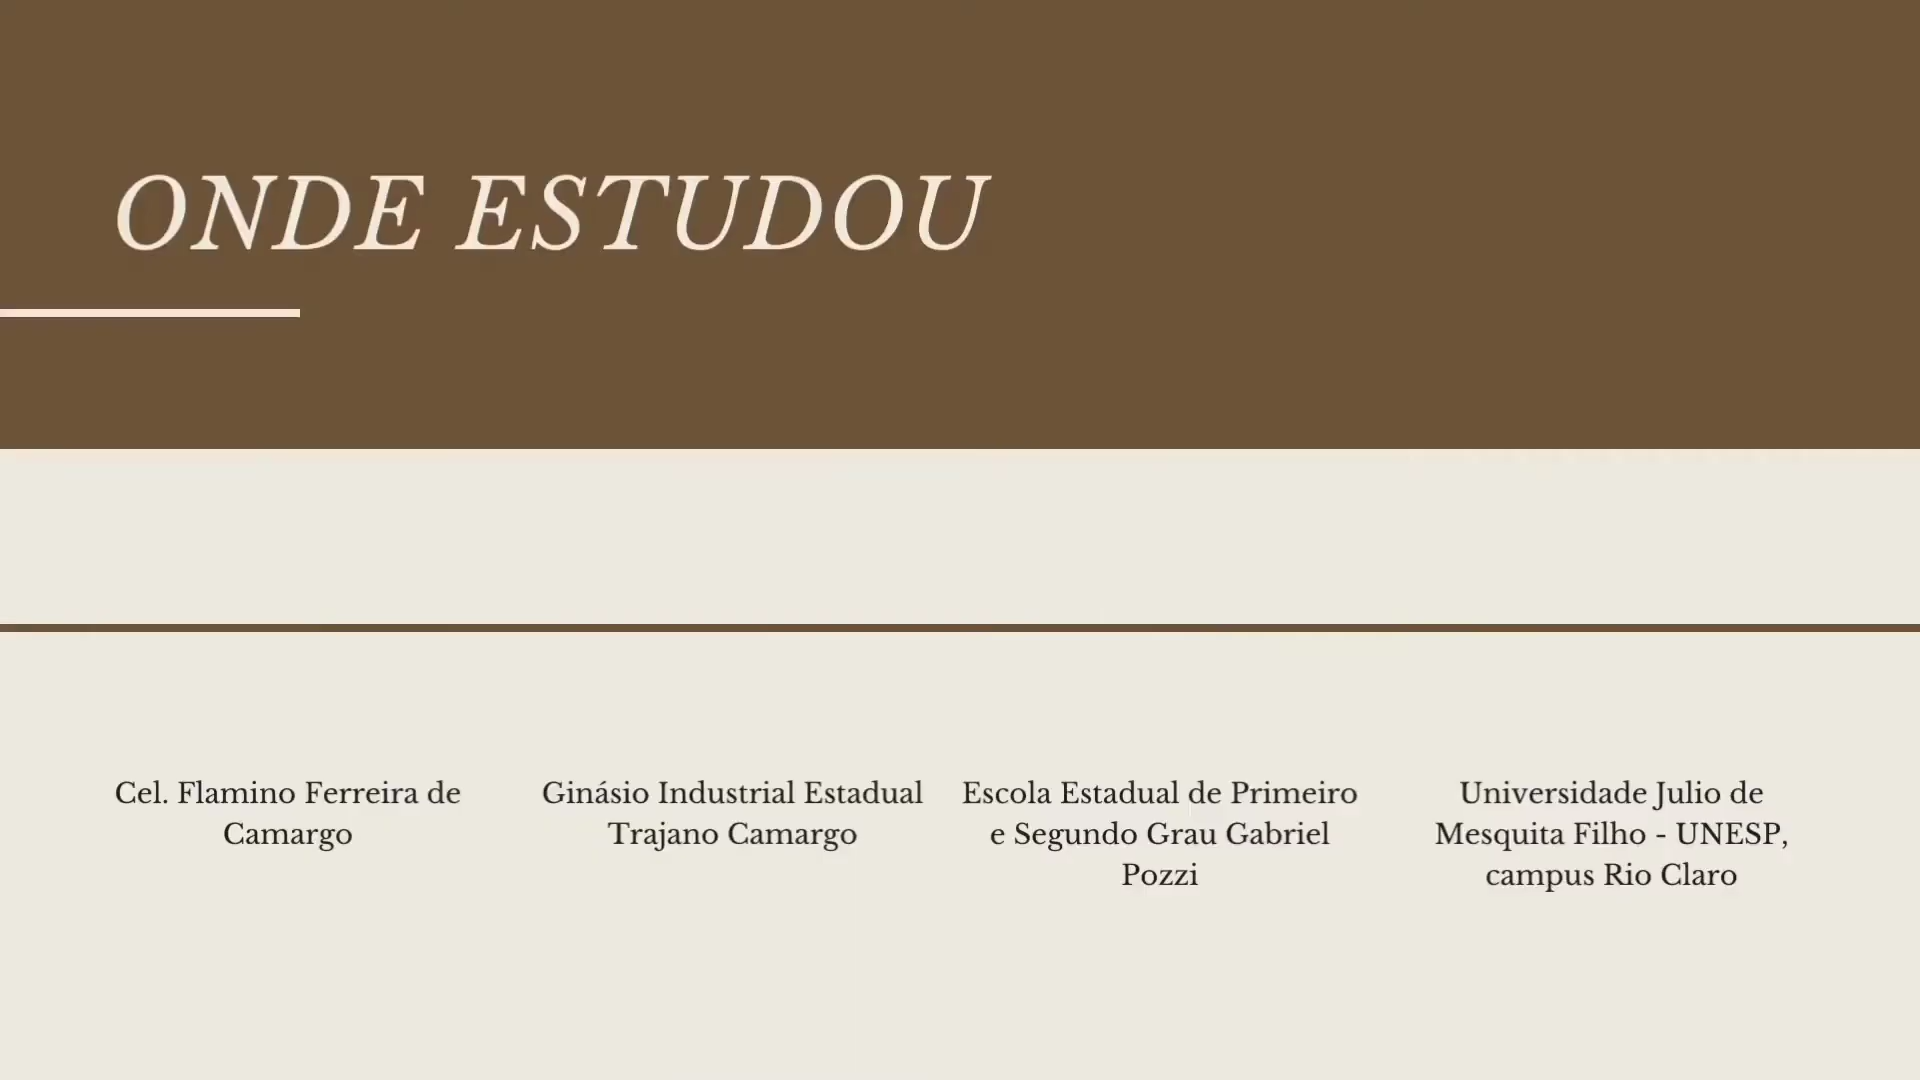 ONDE ESTUDOU
Cel. Flamino Ferreira de
Camargo
Ginásio Industrial Estadual
Trajano Camargo
Escola Estadual de Primeiro
e Segundo Grau Gabriel
Pozzi
Universidade Julio de
Mesquita Filho - UNESP,
campus Rio Claro